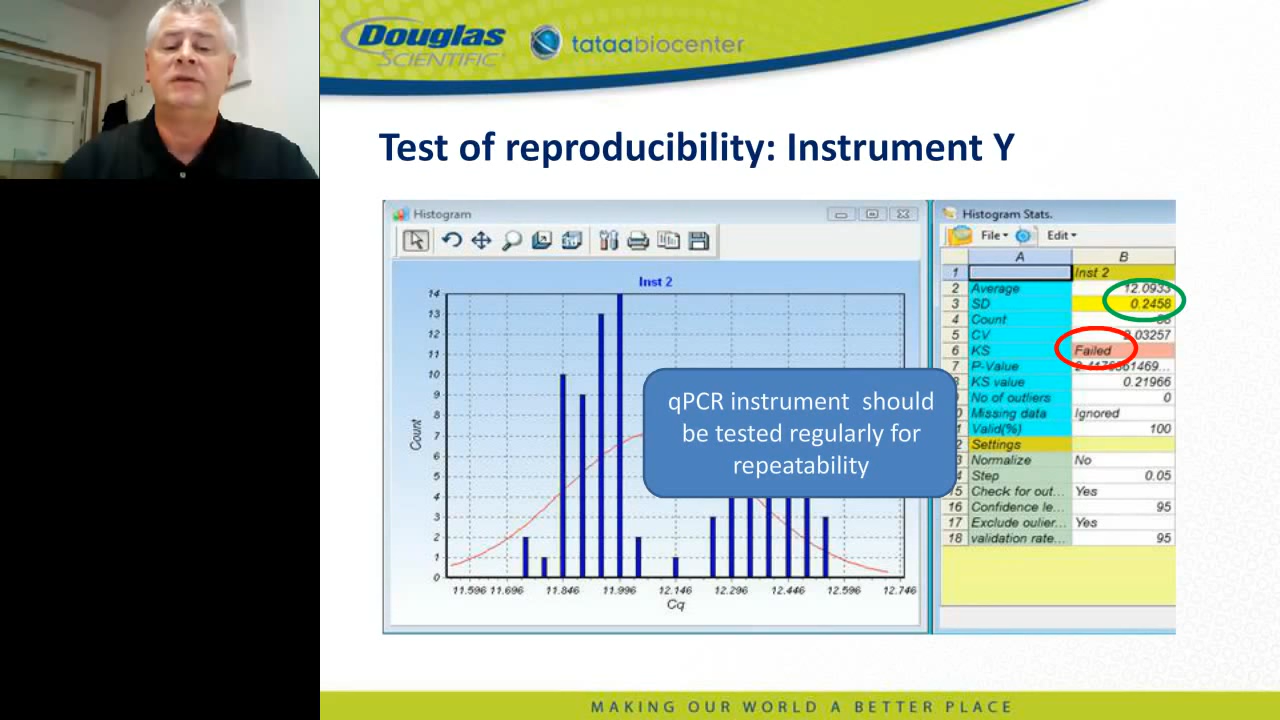 Douglas
SCIENTIFIC
tataabiocenter
Test of reproducibility: Instrument Y
Histogram
Histogram Stats.
File
Edit
A B
1 Inst 2
2 Average 12.0933
3 SD 0.2458
4 Count
5 CV 2.03257
6 KS Failed
7 P-Value
KS value 0.21966
No of outliers 0
Missing data Ignored
Valid(%) 100
Settings
Normalize No
Step 0.05
15 Check for out... Yes
16 Confidence le... 95
17 Exclude oulier... Yes
18 validation rate... 95
Inst 2
14
13
12
11
10
9
8
7
6
5
4
3
2
1
0
Count
11.596 11.696 11.846 11.996 12.146 12.296 12.446 12.596 12.746
Cq
qPCR instrument should
be tested regularly for
repeatability
MAKING OUR WORLD A BETTER PLACE